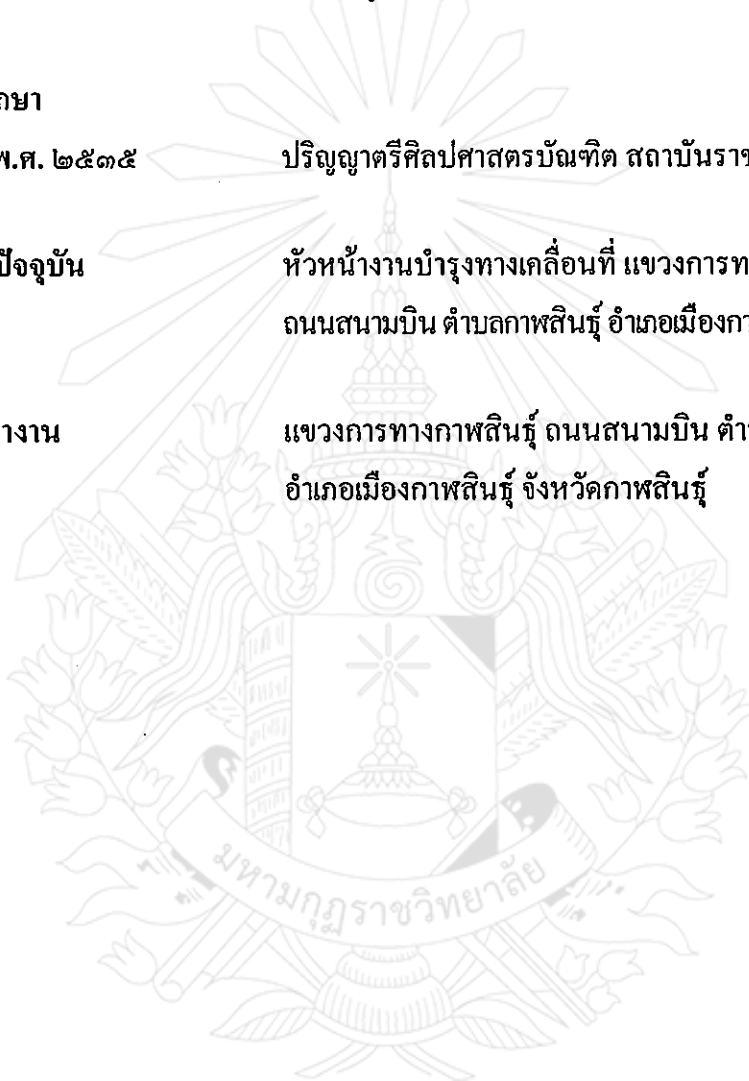 พ.ศ. ๒๕๓๕ ปริญญาตรีศิลปศาสตรบัณฑิต สถาบันราช
ปัจจุบัน หัวหน้างานบำรุงทางเคลื่อนที่ แขวงการท
ถนนสนามบิน ตำบลกาฬสินธุ์ อำเภอเมืองกา
แขวงการทางกาฬสินธุ์ ถนนสนามบิน ตำ
อำเภอเมืองกาฬสินธุ์ จังหวัดกาฬสินธุ์
มหามกุฏราชวิทยาลัย